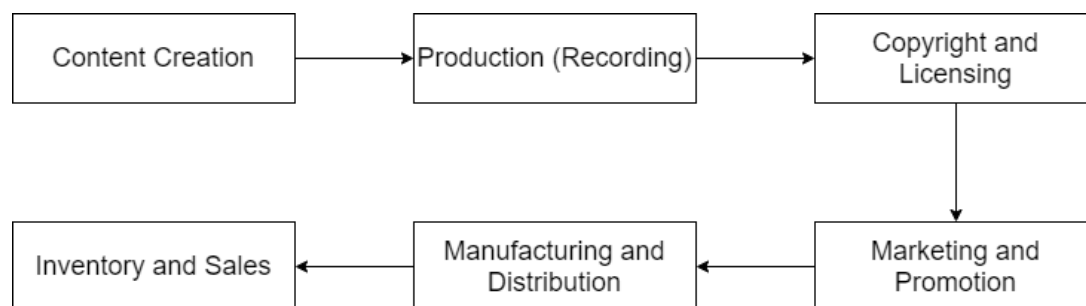 Content Creation
Production (Recording)
Copyright and
Licensing
Inventory and Sales
Manufacturing and
Distribution
Marketing and
Promotion